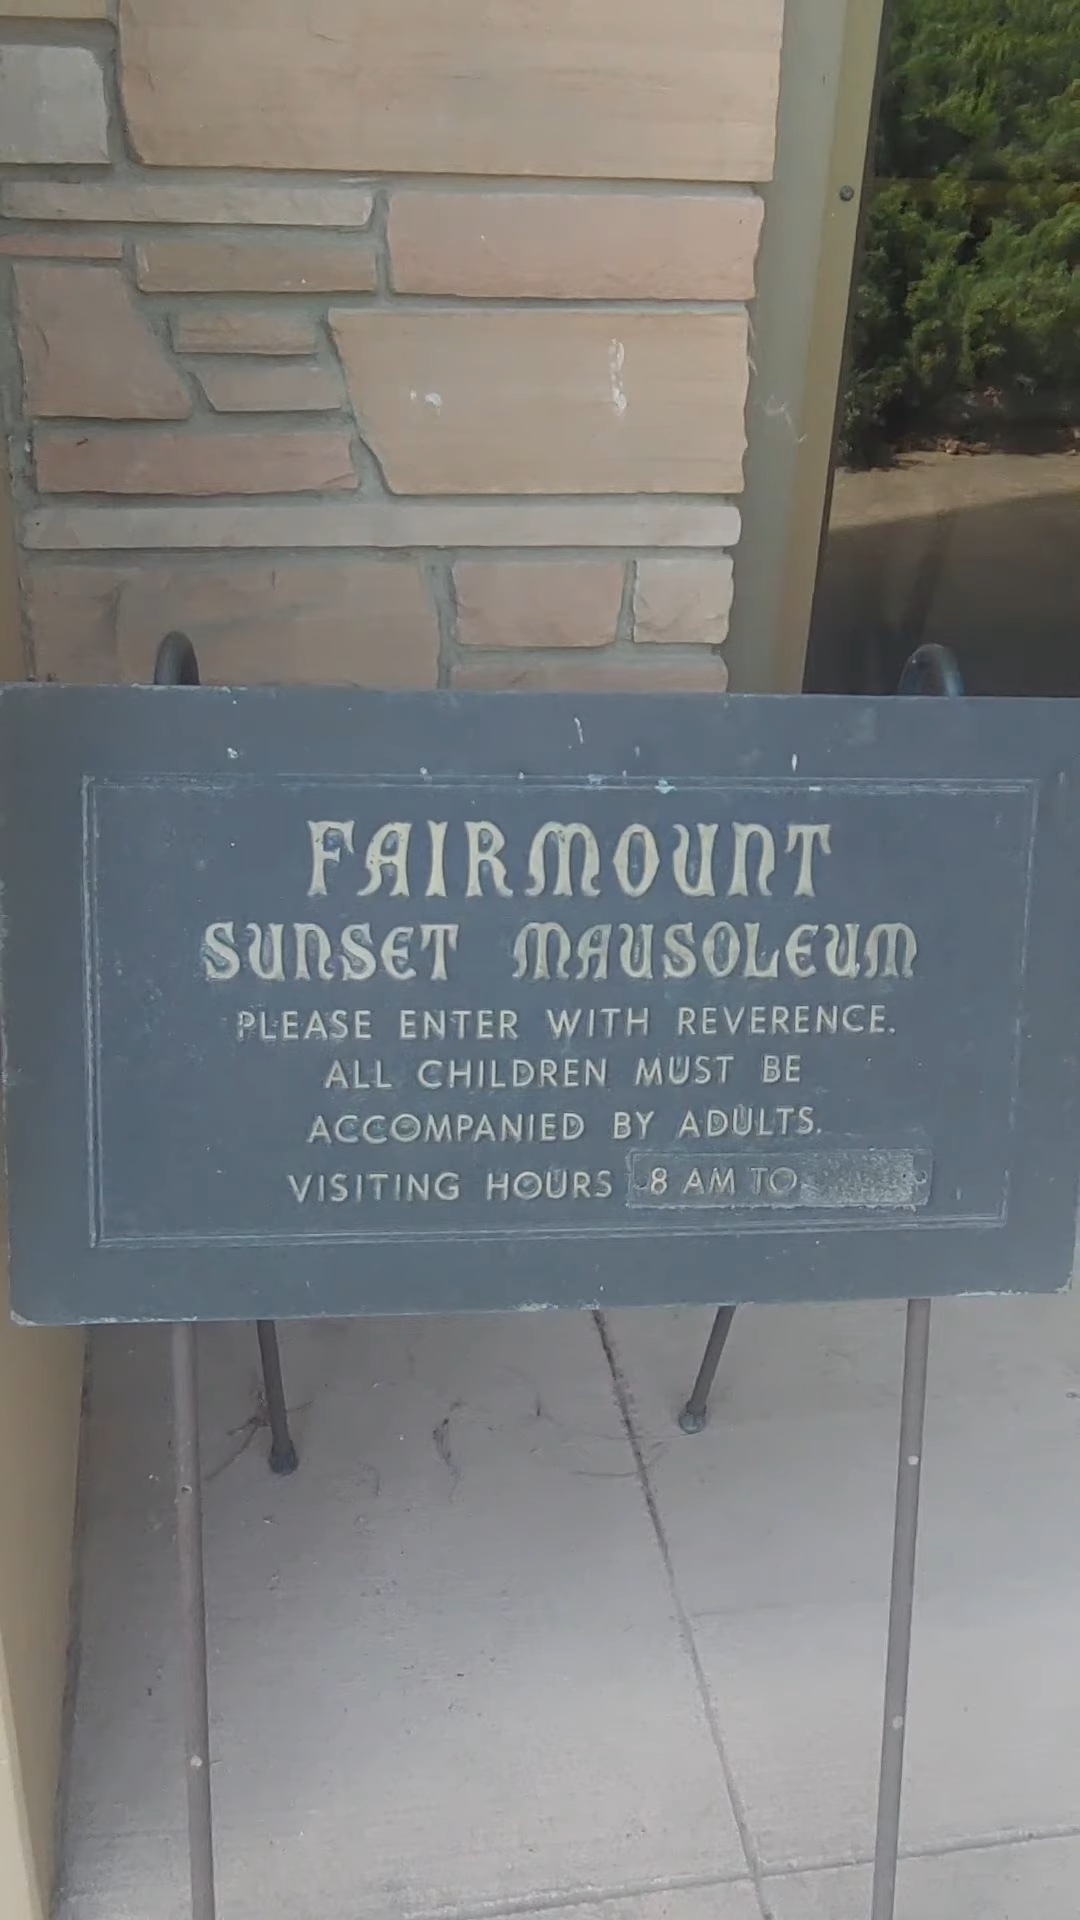 FAIRMOUNT
SUNSET MAUSOLEUM
PLEASE ENTER WITH REVERENCE.
ALL CHILDREN MUST BE
ACCOMPANIED BY ADULTS.
VISITING HOURS 8 AM TO